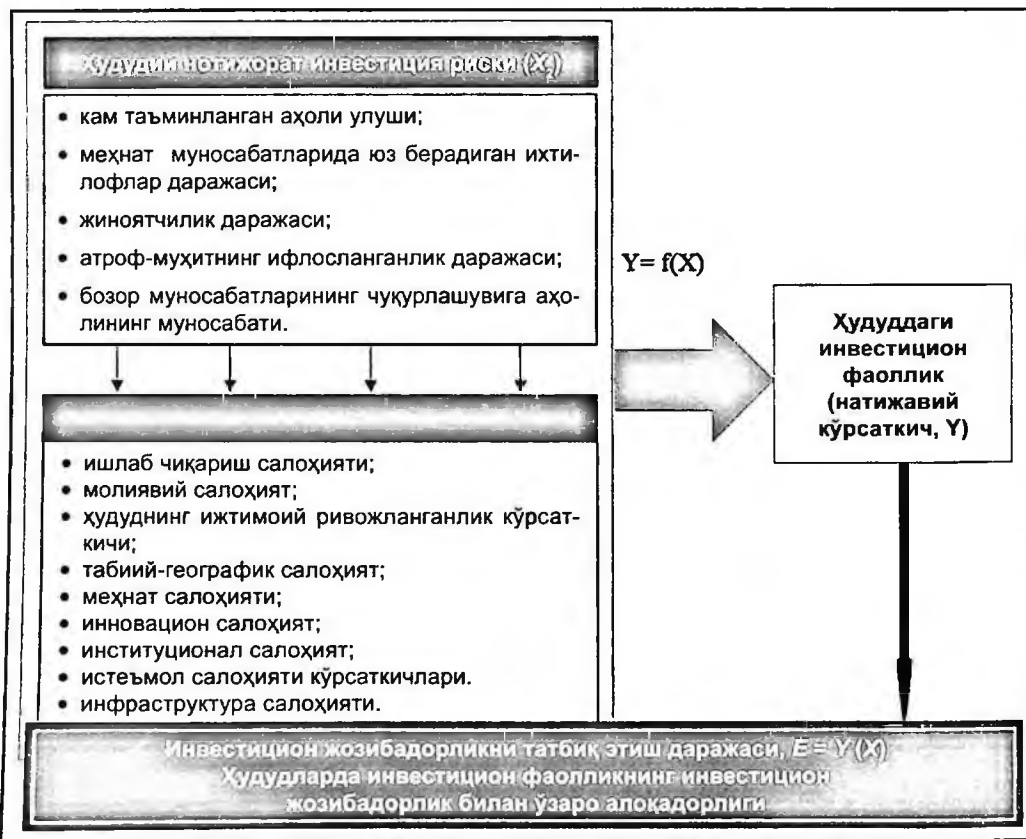 Ҳудудий нотижорат инвестиция риски (X₂)
• кам таъминланган аҳоли улуши;
• меҳнат муносабатларида юз берадиган ихти-
лофлар даражаси;
• жиноятчилик даражаси;
• атроф-муҳитнинг ифлосланганлик даражаси;
• бозор муносабатларининг чуқурлашувига аҳо-
лининг муносабати.
Y= f(X)
Ҳудуддаги
инвестицион
фаоллик
(натижавий
кўрсаткич, Y)
• ишлаб чиқариш салоҳияти;
• молиявий салоҳият;
• ҳудуднинг ижтимоий ривожланганлик кўрсат-
кичи;
• табиий-географик салоҳият;
• меҳнат салоҳияти;
• инновацион салоҳият;
• институционал салоҳият;
• истеъмол салоҳияти кўрсаткичлари.
• инфраструктура салоҳияти.
Инвестицион жозибадорликни татбиқ этиш даражаси, E = Y (X)
Ҳудудларда инвестицион фаолликнинг инвестицион
жозибадорлик билан ўзаро алоқадорлиги